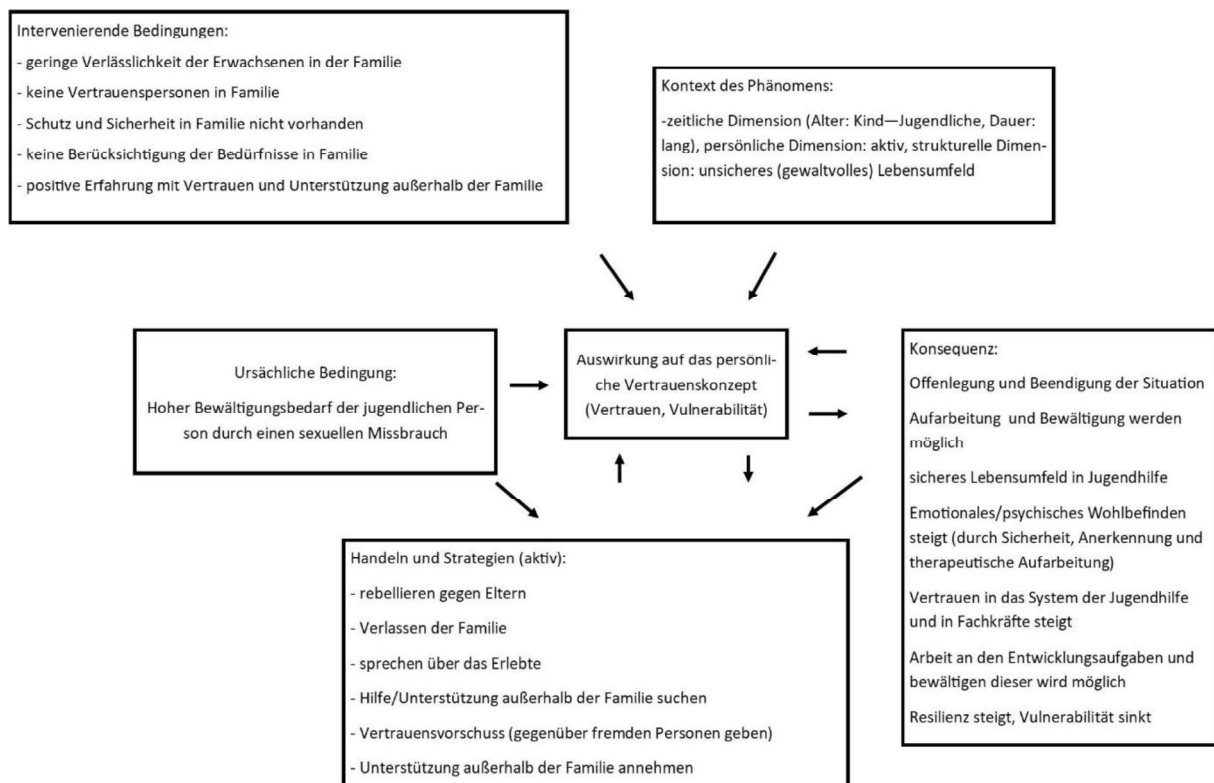 Intervenierende Bedingungen:
- geringe Verlässlichkeit der Erwachsenen in der Familie
- keine Vertrauenspersonen in Familie
- Schutz und Sicherheit in Familie nicht vorhanden
- keine Berücksichtigung der Bedürfnisse in Familie
- positive Erfahrung mit Vertrauen und Unterstützung außerhalb der Familie
Kontext des Phänomens:
-zeitliche Dimension (Alter: Kind—Jugendliche, Dauer:
lang), persönliche Dimension: aktiv, strukturelle Dimen-
sion: unsicheres (gewaltvolles) Lebensumfeld
Ursächliche Bedingung:
Hoher Bewältigungsbedarf der jugendlichen Per-
son durch einen sexuellen Missbrauch
Auswirkung auf das persönli-
che Vertrauenskonzept
(Vertrauen, Vulnerabilität)
Konsequenz:
Offenlegung und Beendigung der Situation
Aufarbeitung und Bewältigung werden
möglich
sicheres Lebensumfeld in Jugendhilfe
Emotionales/psychisches Wohlbefinden
steigt (durch Sicherheit, Anerkennung und
therapeutische Aufarbeitung)
Vertrauen in das System der Jugendhilfe
und in Fachkräfte steigt
Arbeit an den Entwicklungsaufgaben und
bewältigen dieser wird möglich
Resilienz steigt, Vulnerabilität sinkt
Handeln und Strategien (aktiv):
- rebellieren gegen Eltern
- Verlassen der Familie
- sprechen über das Erlebte
- Hilfe/Unterstützung außerhalb der Familie suchen
- Vertrauensvorschuss (gegenüber fremden Personen geben)
- Unterstützung außerhalb der Familie annehmen